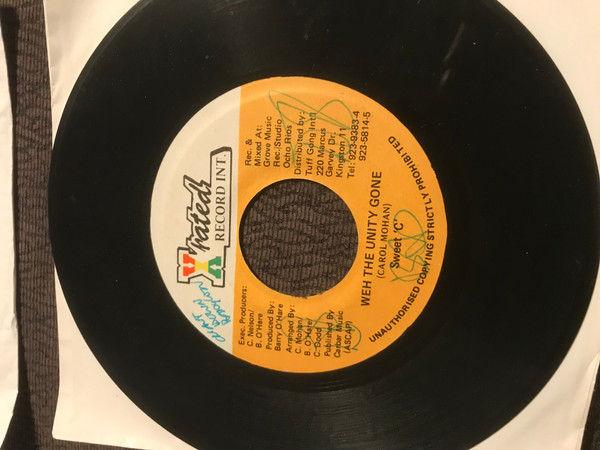 X
rated
RECORD INT.
Exec. Producers:
C. Nelson/
B. O'Hare
Produced By:
Barry O'Hare
Arranged By:
C. Mohan/
B. O'Hare/
C. Dodd
Published By
Carbar Music
(ASCAP)
Rec. &
Mixed At:
Grove Music
Rec./Studio
Ocho Rios
Distributed by:
Tuff Gong Int'l
220 Marcus
Garvey Dr.
Kingston 11
Tel: 923-9383-4
923-5814-5
WEH THE UNITY GONE
(CAROL MOHAN)
Sweet 'C'
UNAUTHORISED COPYING STRICTLY PROHIBITED